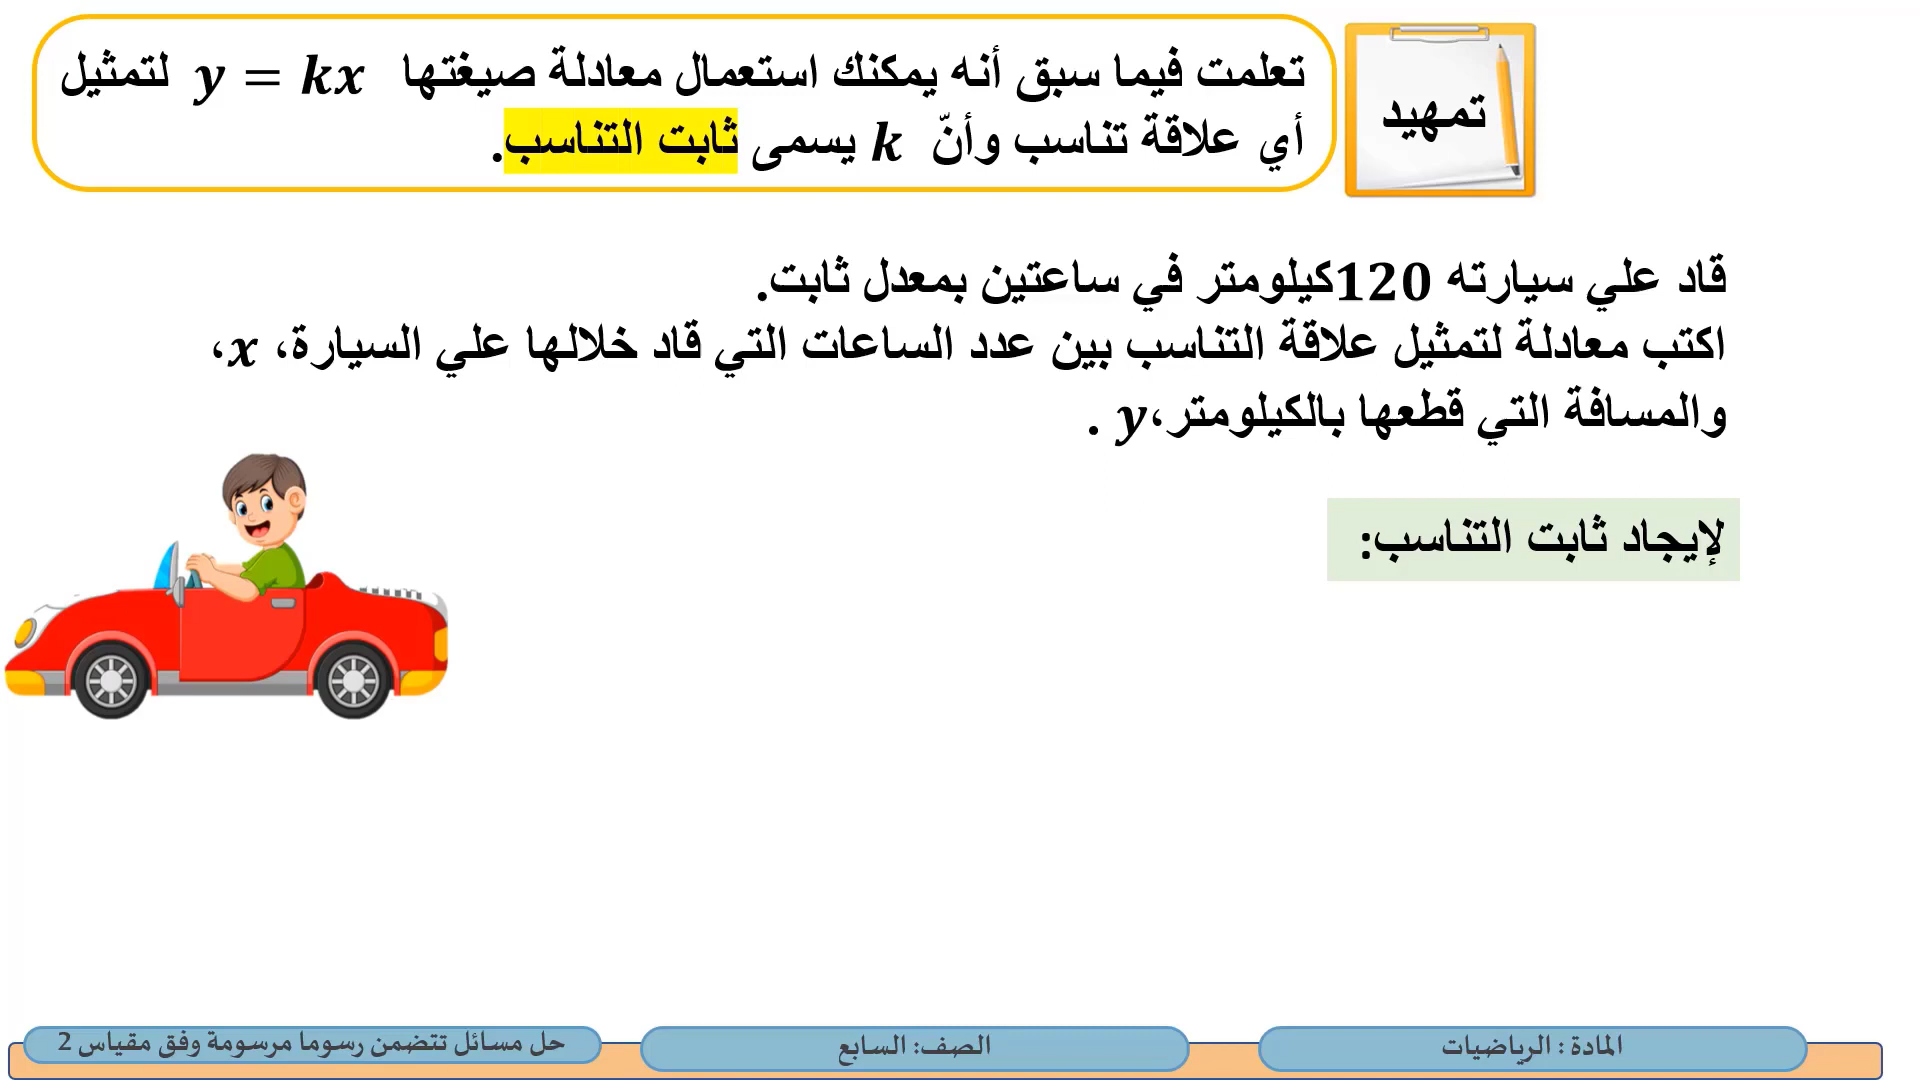 تمهيد
تعلمت فيما سبق أنه يمكنك استعمال معادلة صيغتها y = kx لتمثيل
أي علاقة تناسب وأنّ k يسمى ثابت التناسب.
قاد علي سيارته 120كيلومتر في ساعتين بمعدل ثابت.
اكتب معادلة لتمثيل علاقة التناسب بين عدد الساعات التي قاد خلالها علي السيارة، x،
والمسافة التي قطعها بالكيلومتر،y .
لإيجاد ثابت التناسب:
المادة : الرياضيات
الصف: السابع
حل مسائل تتضمن رسوما مرسومة وفق مقياس 2